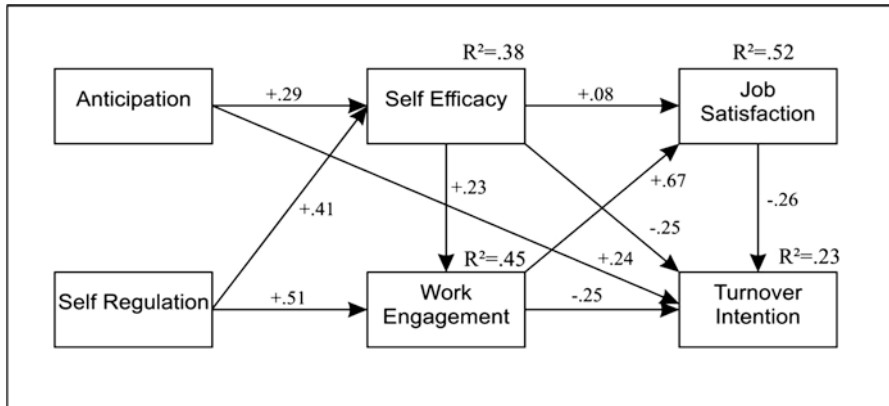 R²=.38
R²=.52
Anticipation
+.29
Self Efficacy
+.08
Job
Satisfaction
+.23
+.67
+.41
-.25
-.26
R²=.45
+.24
R²=.23
Self Regulation
+.51
Work
Engagement
-.25
Turnover
Intention